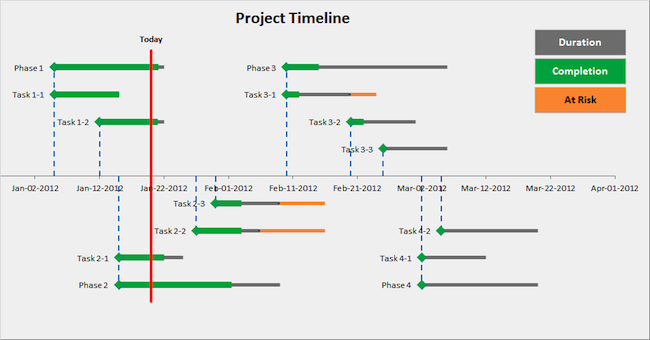 Project Timeline
Today
Duration
Completion
At Risk
Phase 1
Phase 3
Task 1-1
Task 3-1
Task 1-2
Task 3-2
Task 3-3
Jan-02-2012 Jan-12-2012 Jan-22-2012 Feb-01-2012 Feb-11-2012 Feb-21-2012 Mar-02-2012 Mar-12-2012 Mar-22-2012 Apr-01-2012
Task 2-3
Task 2-2
Task 4-2
Task 2-1
Task 4-1
Phase 2
Phase 4